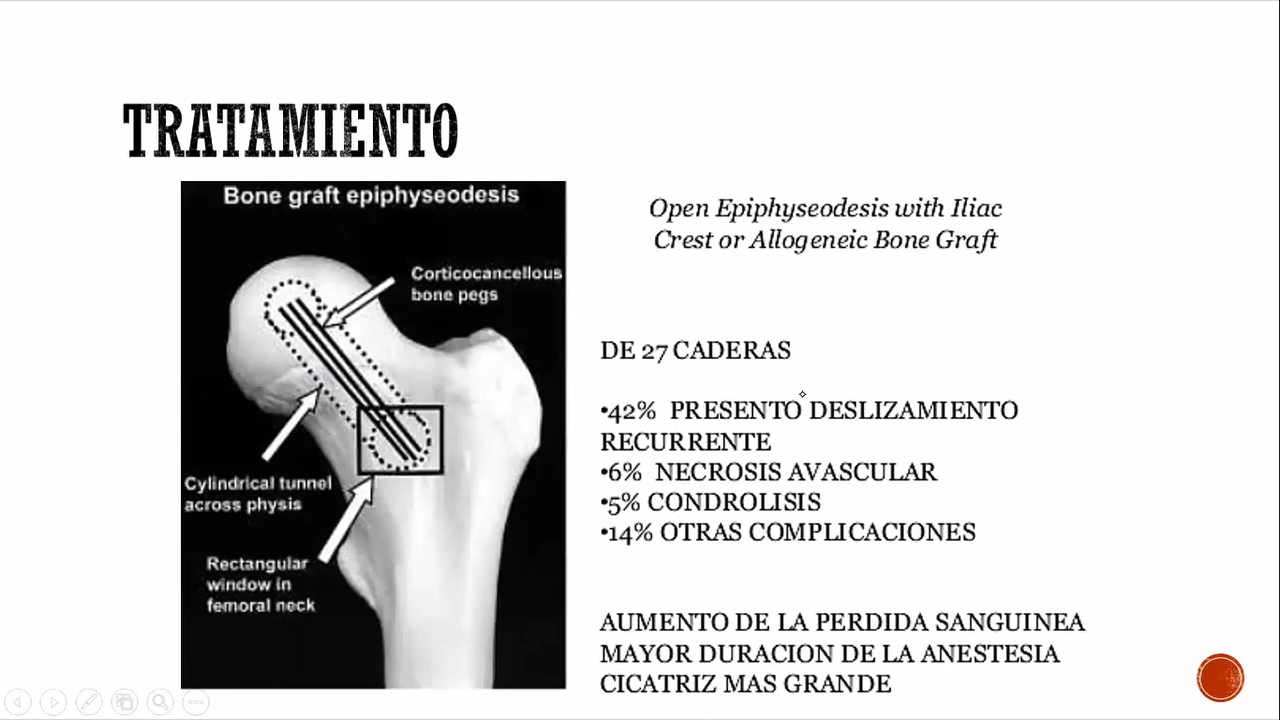 TRATAMIENTO
Bone graft epiphyseodesis
Corticocancellous
bone pegs
Cylindrical tunnel
across physis
Rectangular
window in
femoral neck
Open Epiphyseodesis with Iliac
Crest or Allogeneic Bone Graft
DE 27 CADERAS
•42% PRESENTO DESLIZAMIENTO
RECURRENTE
•6% NECROSIS AVASCULAR
•5% CONDROLISIS
•14% OTRAS COMPLICACIONES
AUMENTO DE LA PERDIDA SANGUINEA
MAYOR DURACION DE LA ANESTESIA
CICATRIZ MAS GRANDE